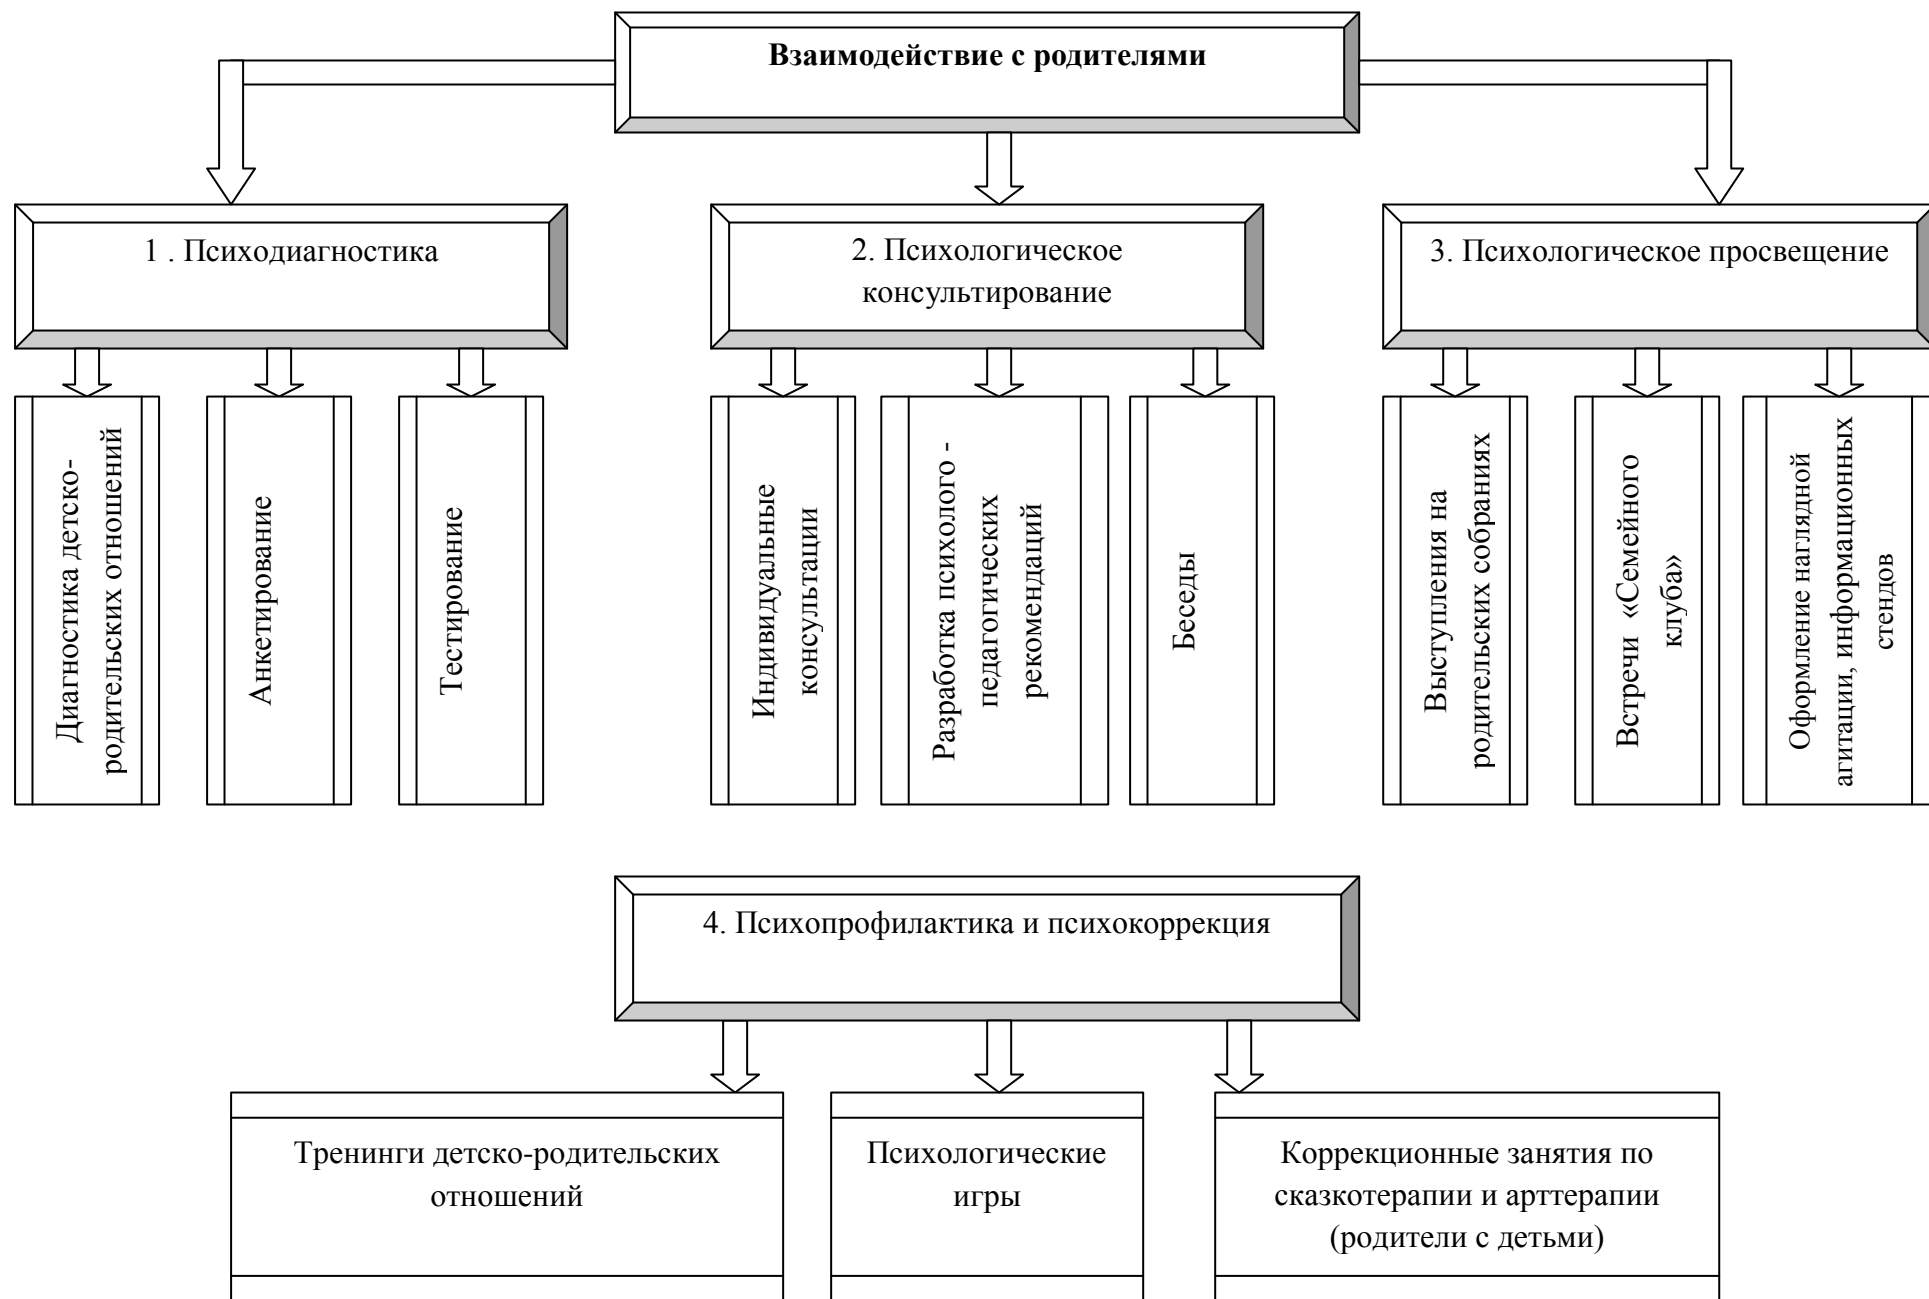 Взаимодействие с родителями
1 . Психодиагностика
2. Психологическое
консультирование
3. Психологическое просвещение
Диагностика детско-
родительских отношений
Анкетирование
Тестирование
Индивидуальные
консультации
Разработка психолого -
педагогических
рекомендаций
Беседы
Выступления на
родительских собраниях
Встречи «Семейного
клуба»
Оформление наглядной
агитации, информационных
стендов
4. Психопрофилактика и психокоррекция
Тренинги детско-родительских
отношений
Психологические
игры
Коррекционные занятия по
сказкотерапии и арттерапии
(родители с детьми)